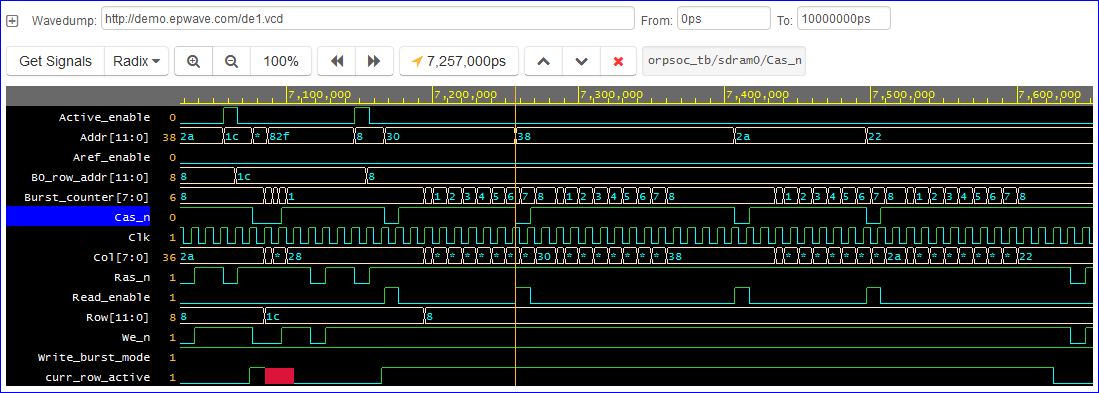 Wavedump: http://demo.epwave.com/de1.vcd From: 0ps To: 10000000ps
Get Signals Radix 100% 7,257,000ps orpsoc_tb/sdram0/Cas_n
7,100,000 7,200,000 7,300,000 7,400,000 7,500,000 7,600,000
Active_enable 0
Addr[11:0] 38 2a 1c * 82f 8 30 38 2a 22
Aref_enable 0
B0_row_addr[11:0] 8 8 1c 8
Burst_counter[7:0] 6 8 1 1 2 3 4 5 6 7 8 1 2 3 4 5 6 7 8 1 2 3 4 5 6 7 8 1 2 3 4 5 6 7 8
Cas_n 0
Clk 1
Col[7:0] 36 2a * 28 * * * * * * * 30 * * * * * * * 38 * * * * * * * 2a * * * * * * * 22
Ras_n 1
Read_enable 1
Row[11:0] 8 8 1c 8
We_n 1
Write_burst_mode 1
curr_row_active 1